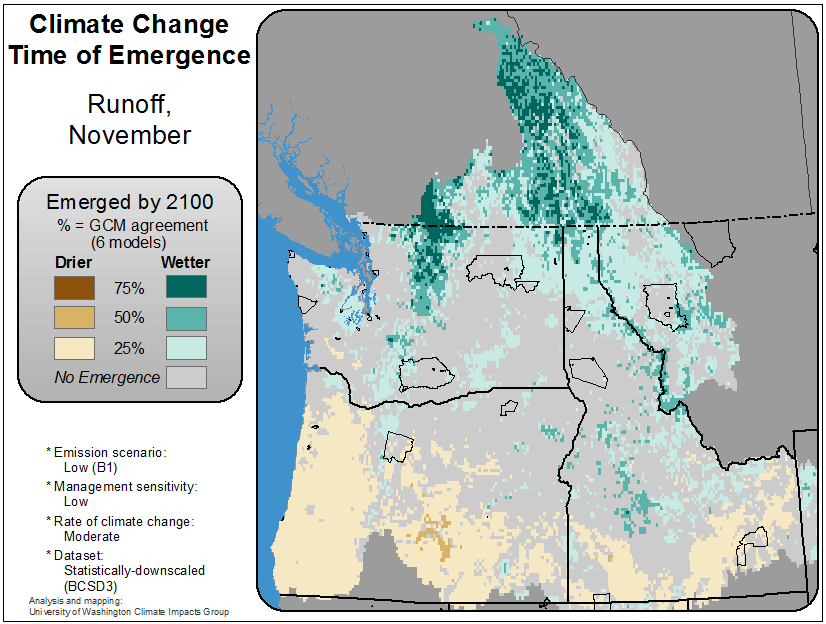 Climate Change
Time of Emergence
Runoff,
November
Emerged by 2100
% = GCM agreement
(6 models)
Drier Wetter
75%
50%
25%
No Emergence
* Emission scenario:
Low (B1)
* Management sensitivity:
Low
* Rate of climate change:
Moderate
* Dataset:
Statistically-downscaled
(BCSD3)
Analysis and mapping:
University of Washington Climate Impacts Group